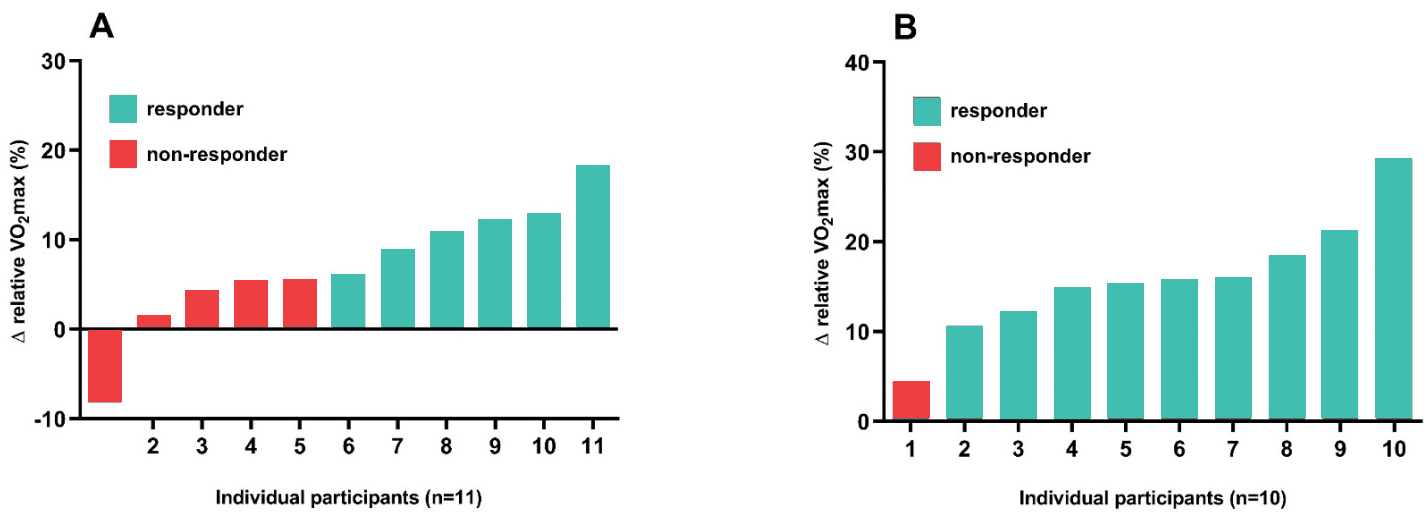 A
Δ relative VO₂max (%)
30
20
10
0
-10
responder
non-responder
2 3 4 5 6 7 8 9 10 11
Individual participants (n=11)
B
Δ relative VO₂max (%)
40
30
20
10
0
responder
non-responder
1 2 3 4 5 6 7 8 9 10
Individual participants (n=10)